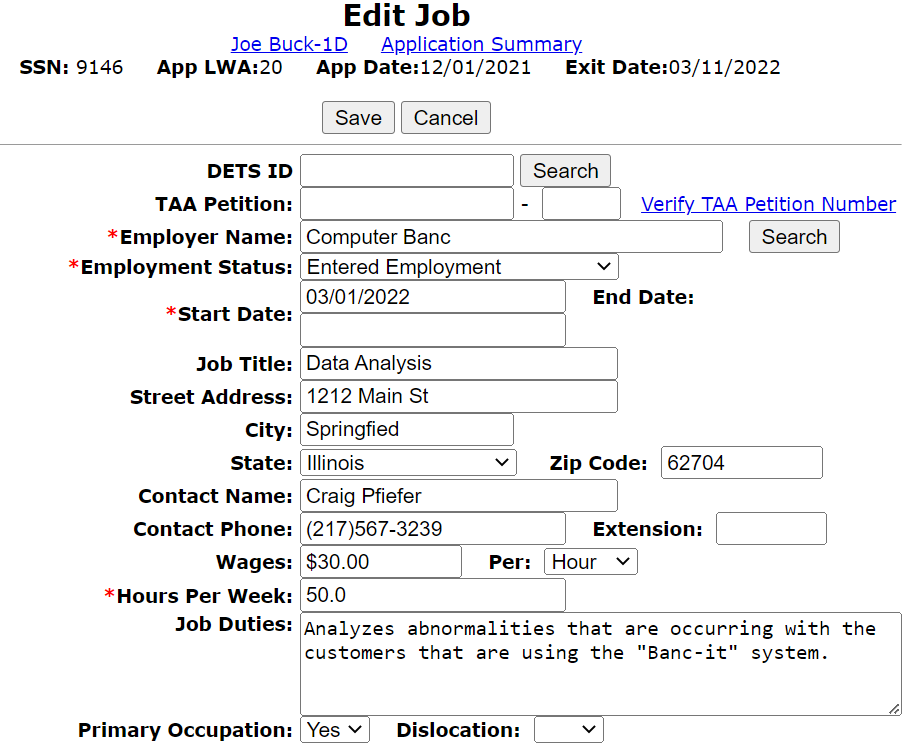 Edit Job
Joe Buck-1D Application Summary
SSN: 9146 App LWA:20 App Date:12/01/2021 Exit Date:03/11/2022
Save Cancel
DETS ID Search
TAA Petition: - Verify TAA Petition Number
*Employer Name: Computer Banc Search
*Employment Status: Entered Employment
*Start Date: 03/01/2022 End Date:
Job Title: Data Analysis
Street Address: 1212 Main St
City: Springfied
State: Illinois Zip Code: 62704
Contact Name: Craig Pfiefer
Contact Phone: (217)567-3239 Extension:
Wages: $30.00 Per: Hour
*Hours Per Week: 50.0
Job Duties: Analyzes abnormalities that are occurring with the
customers that are using the "Banc-it" system.
Primary Occupation: Yes Dislocation: